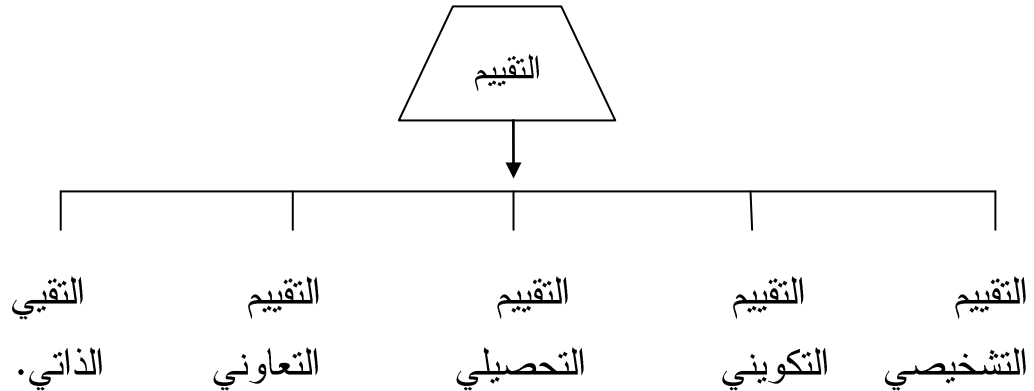 التقييم
التقييم
التشخيصي
التقييم
التكويني
التقييم
التحصيلي
التقييم
التعاوني
التقيي
الذاتي.